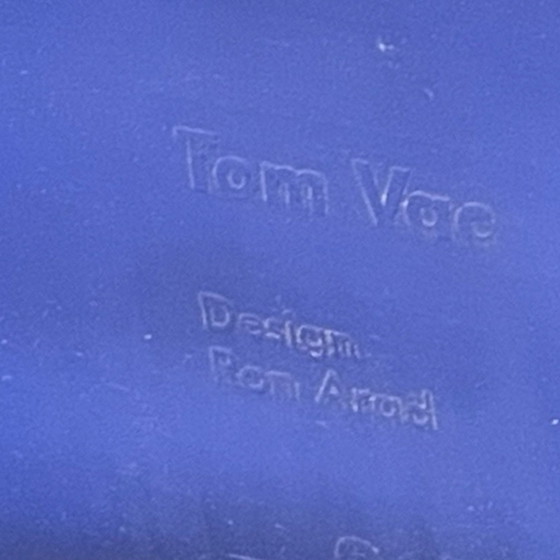 Tom Vac
Design
Ron Arad